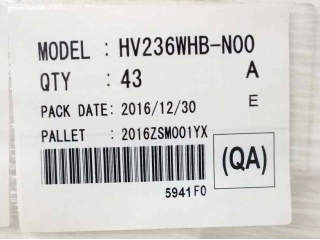 MODEL : HV236WHB-N00
QTY : 43 A
PACK DATE: 2016/12/30 E
PALLET : 2016ZSM001YX
(QA)
5941F0